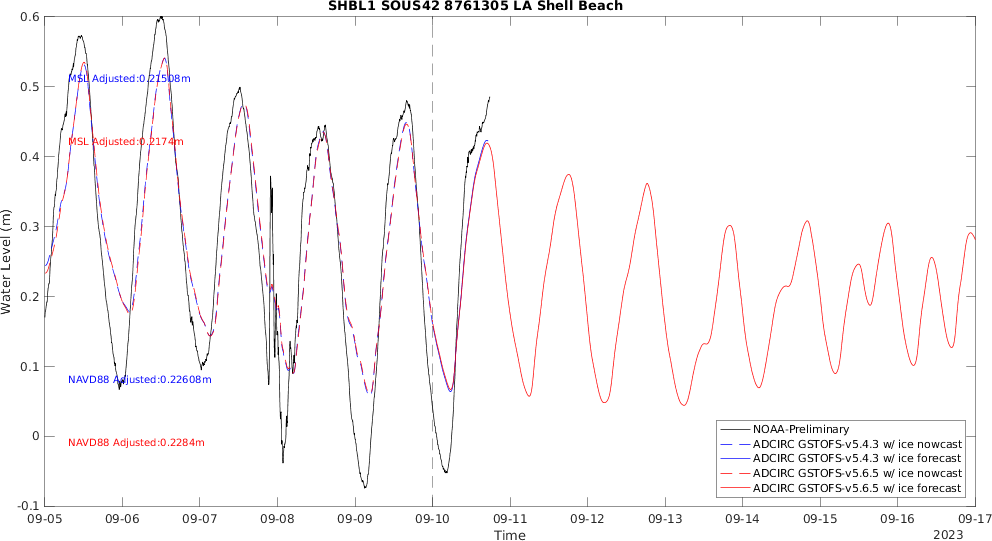 SHBL1 SOUS42 8761305 LA Shell Beach
Water Level (m)
0.6
0.5
0.4
0.3
0.2
0.1
0
-0.1
MSL Adjusted:0.21508m
MSL Adjusted:0.2174m
NAVD88 Adjusted:0.22608m
NAVD88 Adjusted:0.2284m
NOAA-Preliminary
ADCIRC GSTOFS-v5.4.3 w/ ice nowcast
ADCIRC GSTOFS-v5.4.3 w/ ice forecast
ADCIRC GSTOFS-v5.6.5 w/ ice nowcast
ADCIRC GSTOFS-v5.6.5 w/ ice forecast
09-05 09-06 09-07 09-08 09-09 09-10 09-11 09-12 09-13 09-14 09-15 09-16 09-17
Time
2023